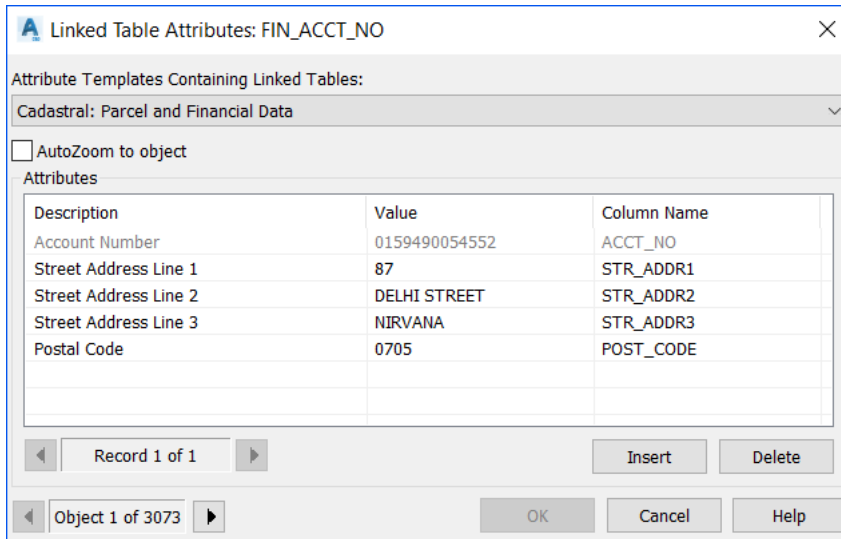 Linked Table Attributes: FIN_ACCT_NO
Attribute Templates Containing Linked Tables:
Cadastral: Parcel and Financial Data
AutoZoom to object
Attributes
Description Value Column Name
Account Number 0159490054552 ACCT_NO
Street Address Line 1 87 STR_ADDR1
Street Address Line 2 DELHI STREET STR_ADDR2
Street Address Line 3 NIRVANA STR_ADDR3
Postal Code 0705 POST_CODE
Record 1 of 1 Insert Delete
Object 1 of 3073 OK Cancel Help